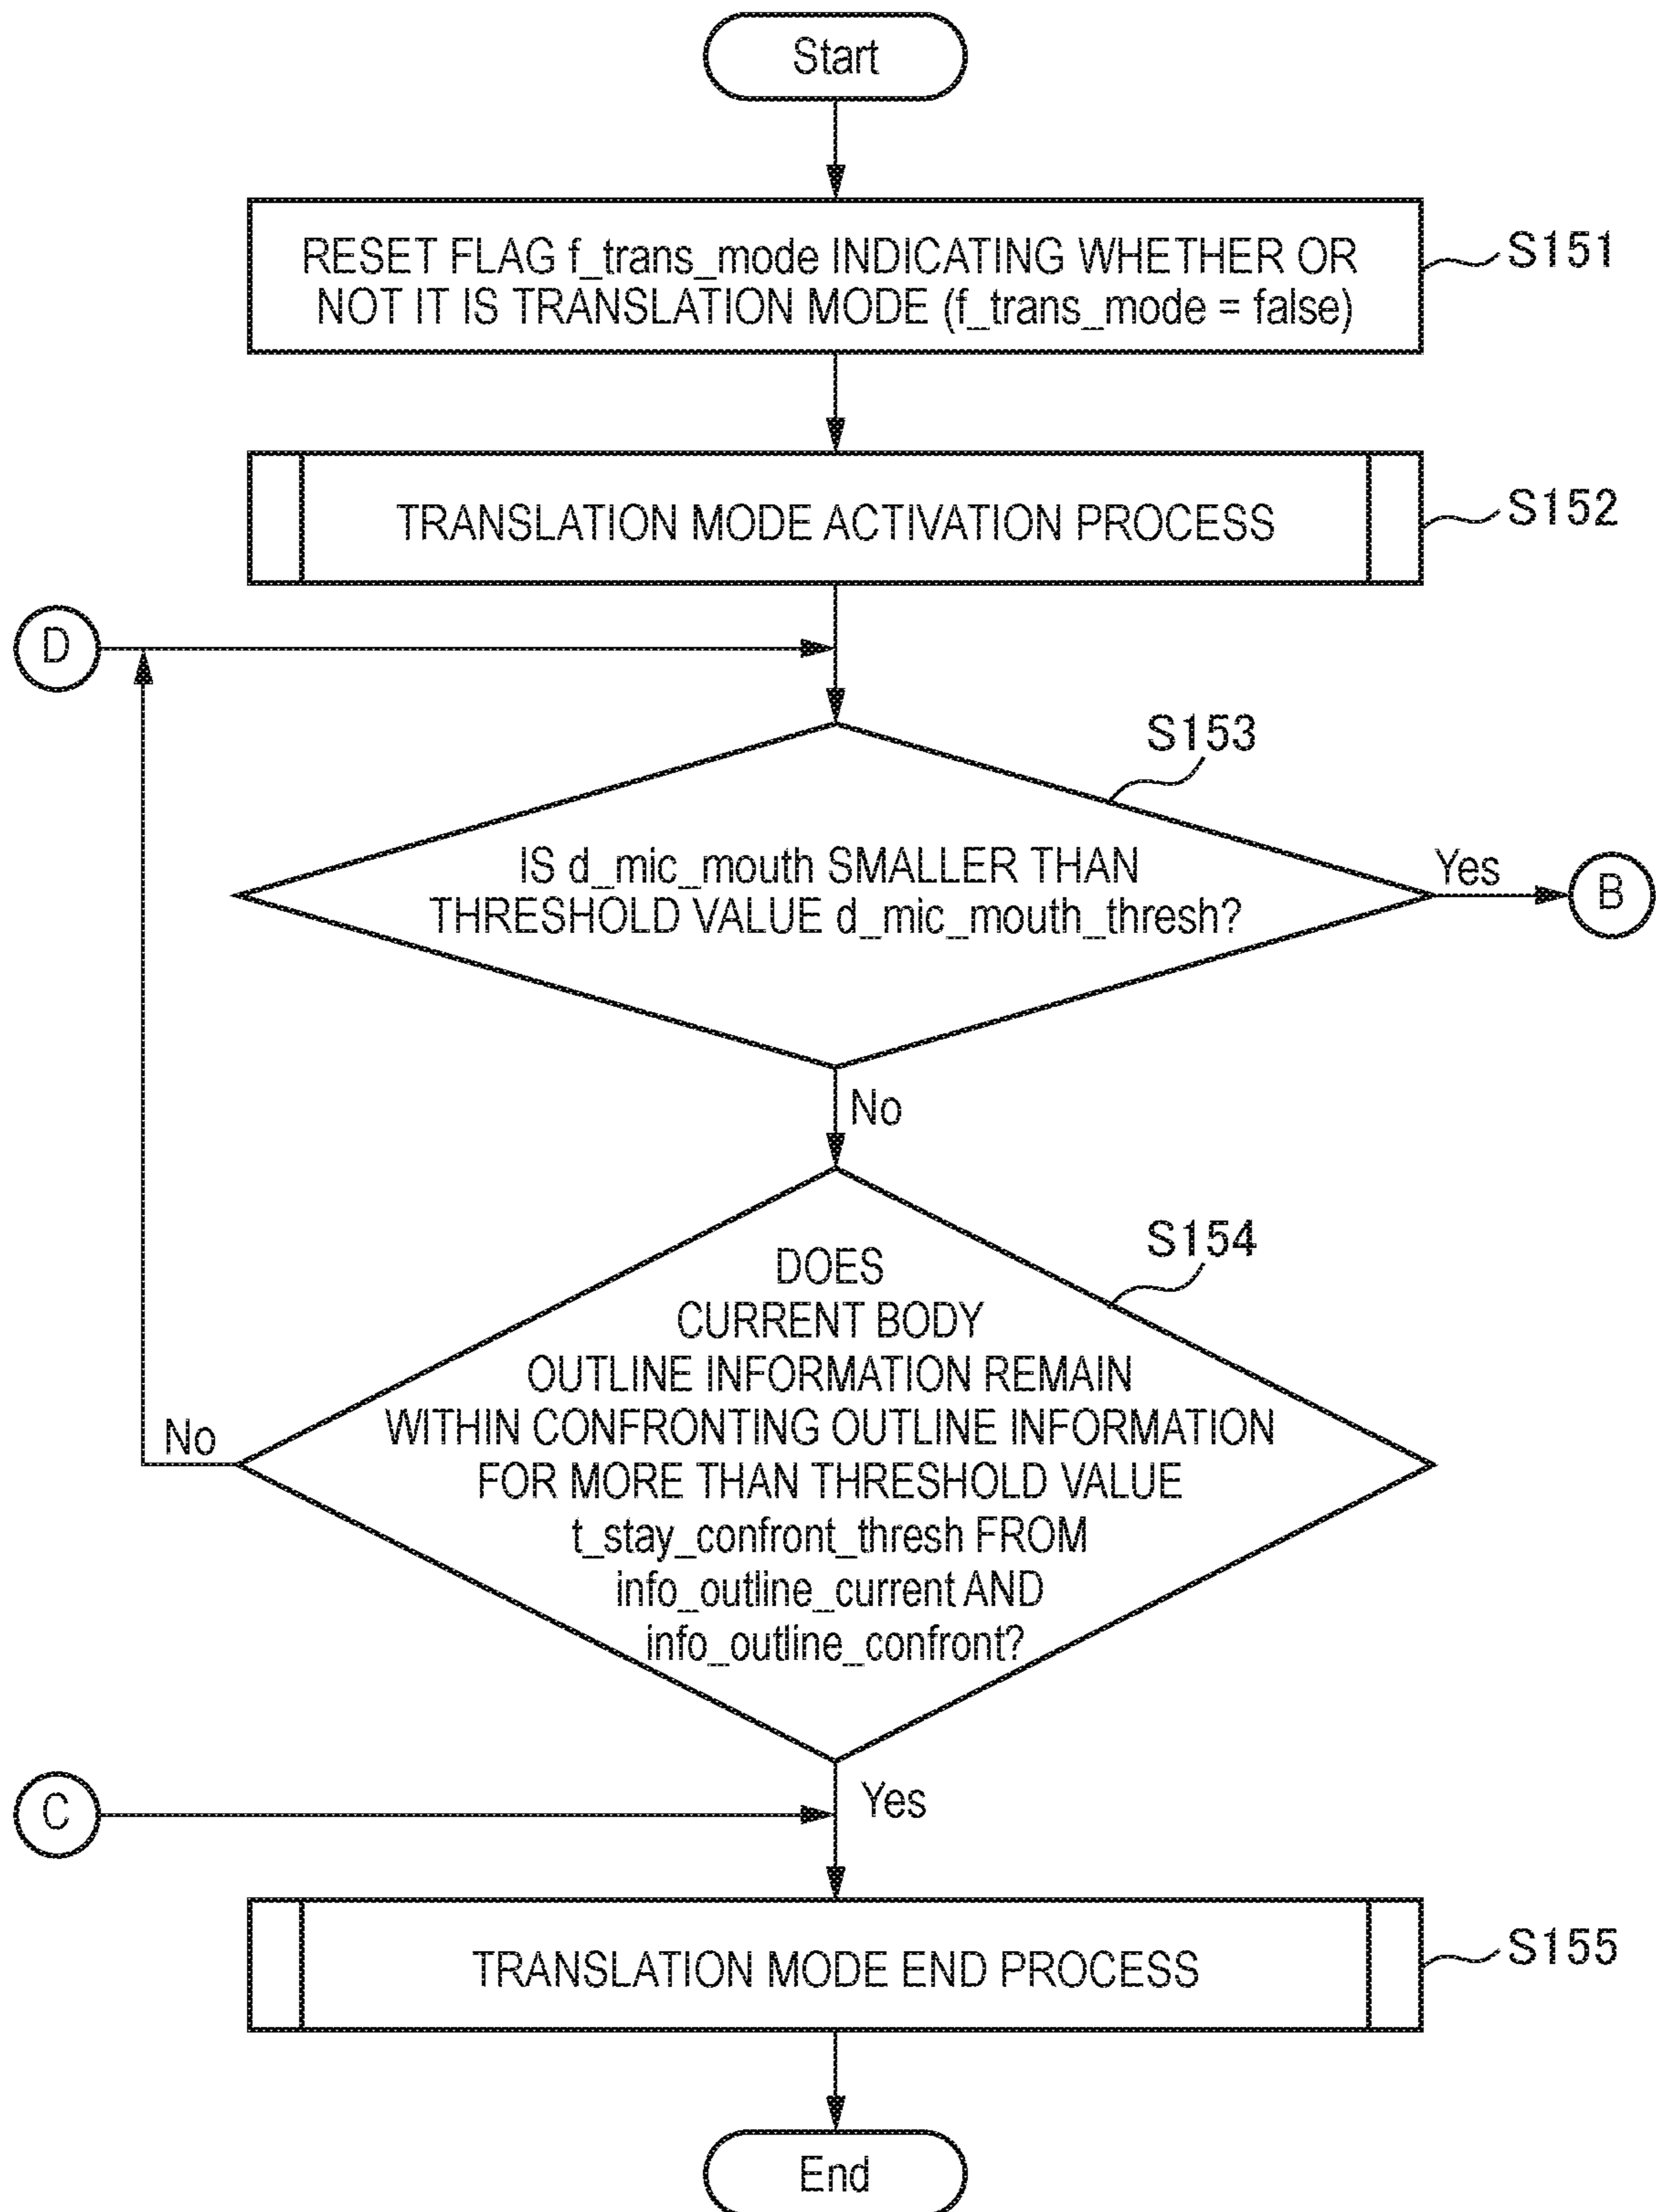 Start
RESET FLAG f_trans_mode INDICATING WHETHER OR
NOT IT IS TRANSLATION MODE (f_trans_mode = false)
S151
TRANSLATION MODE ACTIVATION PROCESS
S152
D
S153
IS d_mic_mouth SMALLER THAN
THRESHOLD VALUE d_mic_mouth_thresh?
Yes
B
No
S154
DOES
CURRENT BODY
OUTLINE INFORMATION REMAIN
WITHIN CONFRONTING OUTLINE INFORMATION
FOR MORE THAN THRESHOLD VALUE
t_stay_confront_thresh FROM
info_outline_current AND
info_outline_confront?
No
Yes
C
TRANSLATION MODE END PROCESS
S155
End